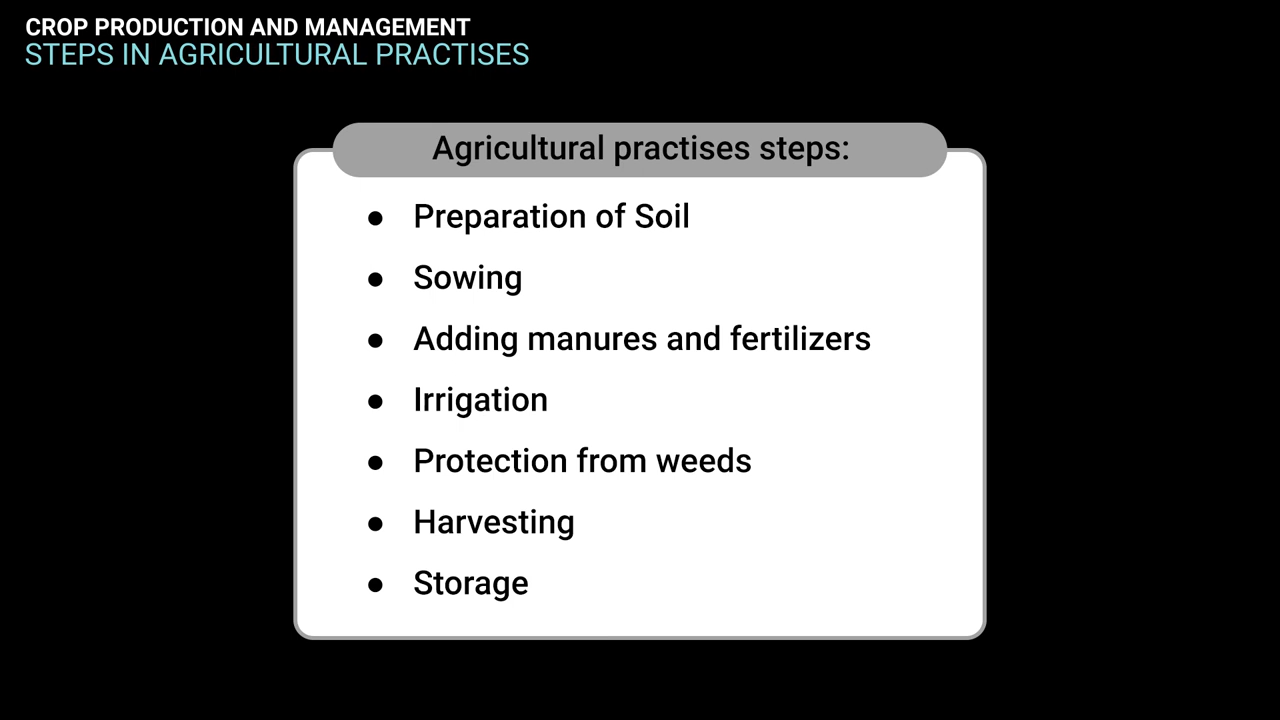 CROP PRODUCTION AND MANAGEMENT
STEPS IN AGRICULTURAL PRACTISES
Agricultural practises steps:
● Preparation of Soil
● Sowing
● Adding manures and fertilizers
● Irrigation
● Protection from weeds
● Harvesting
● Storage